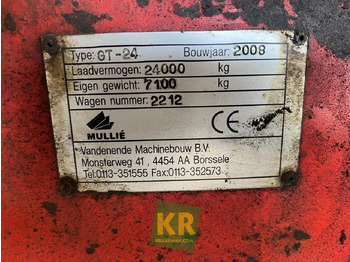 Type: GT-24 Bouwjaar: 2008
Laadvermogen: 24000 kg
Eigen gewicht: 7100 kg
Wagen nummer: 2212
MULLIÉ
CE
Vandenende Machinebouw B.V.
Monsterweg 41 , 4454 AA Borssele
Tel.0113-351555 Fax:0113-352573
KR